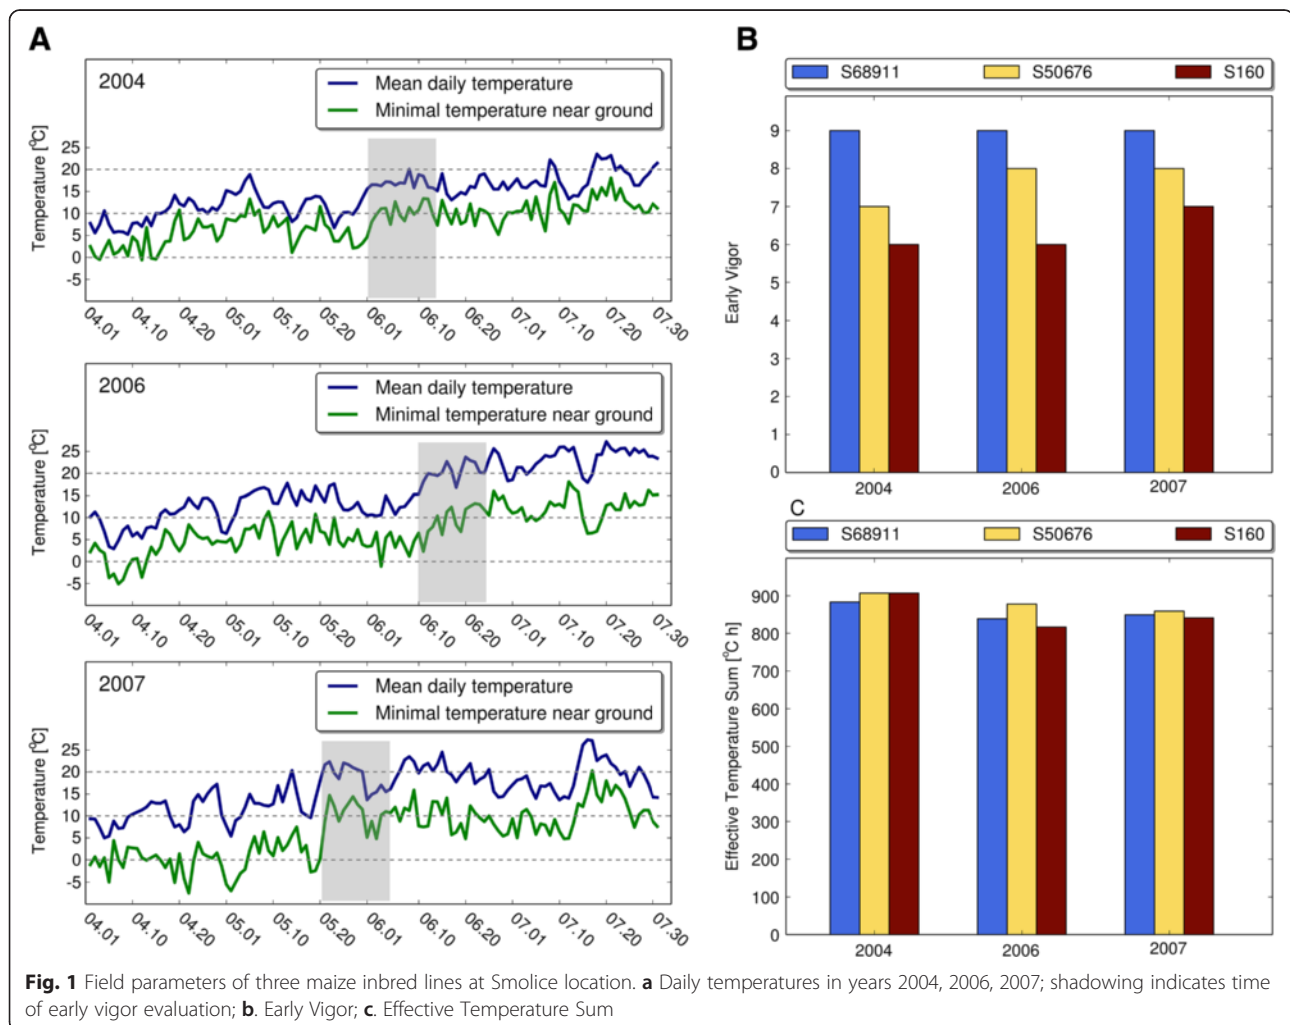 A
2004
Mean daily temperature
Minimal temperature near ground
Temperature [°C]
25
20
15
10
5
0
-5
04.01 04.10 04.20 05.01 05.10 05.20 06.01 06.10 06.20 07.01 07.10 07.20 07.30
2006
Mean daily temperature
Minimal temperature near ground
Temperature [°C]
25
20
15
10
5
0
-5
04.01 04.10 04.20 05.01 05.10 05.20 06.01 06.10 06.20 07.01 07.10 07.20 07.30
2007
Mean daily temperature
Minimal temperature near ground
Temperature [°C]
25
20
15
10
5
0
-5
04.01 04.10 04.20 05.01 05.10 05.20 06.01 06.10 06.20 07.01 07.10 07.20 07.30
B
S68911 S50676 S160
Early Vigor
9
8
7
6
5
4
3
2
1
0
2004 2006 2007
C
S68911 S50676 S160
Effective Temperature Sum [°C h]
900
800
700
600
500
400
300
200
100
0
2004 2006 2007
Fig. 1 Field parameters of three maize inbred lines at Smolice location. a Daily temperatures in years 2004, 2006, 2007; shadowing indicates time
of early vigor evaluation; b. Early Vigor; c. Effective Temperature Sum